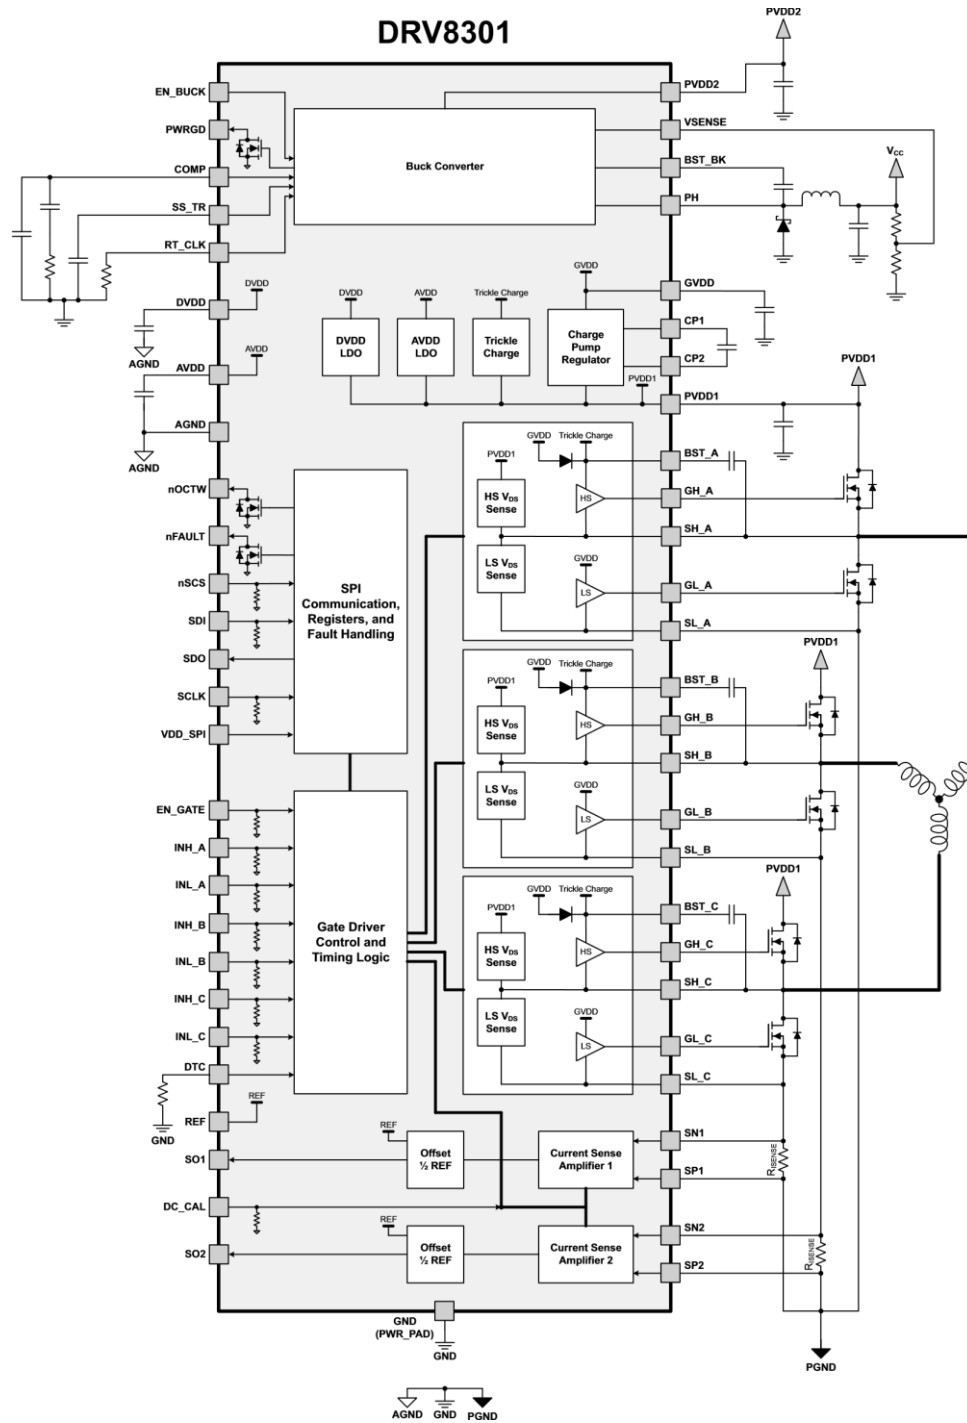 DRV8301
PVDD2
EN_BUCK
PWRGD
COMP
SS_TR
RT_CLK
Buck Converter
PVDD2
VSENSE
BST_BK
PH
VCC
DVDD
DVDD
AGND
AVDD
AVDD
AGND
AGND
DVDD
DVDD
LDO
AVDD
AVDD
LDO
Trickle Charge
Trickle
Charge
GVDD
Charge
Pump
Regulator
PVDD1
GVDD
CP1
CP2
PVDD1
PVDD1
nOCTW
nFAULT
nSCS
SDI
SDO
SCLK
VDD_SPI
SPI
Communication,
Registers, and
Fault Handling
GVDD
Trickle Charge
PVDD1
HS VDS
Sense
HS
LS VDS
Sense
GVDD
LS
BST_A
GH_A
SH_A
GL_A
SL_A
PVDD1
GVDD
Trickle Charge
PVDD1
HS VDS
Sense
HS
LS VDS
Sense
GVDD
LS
BST_B
GH_B
SH_B
GL_B
SL_B
EN_GATE
INH_A
INL_A
INH_B
INL_B
INH_C
INL_C
DTC
GND
Gate Driver
Control and
Timing Logic
PVDD1
GVDD
Trickle Charge
PVDD1
HS VDS
Sense
HS
LS VDS
Sense
GVDD
LS
BST_C
GH_C
SH_C
GL_C
SL_C
REF
REF
SO1
DC_CAL
SO2
REF
Offset
½ REF
Current Sense
Amplifier 1
SN1
SP1
RISENSE
REF
Offset
½ REF
Current Sense
Amplifier 2
SN2
SP2
RISENSE
GND
(PWR_PAD)
GND
PGND
AGND
GND
PGND